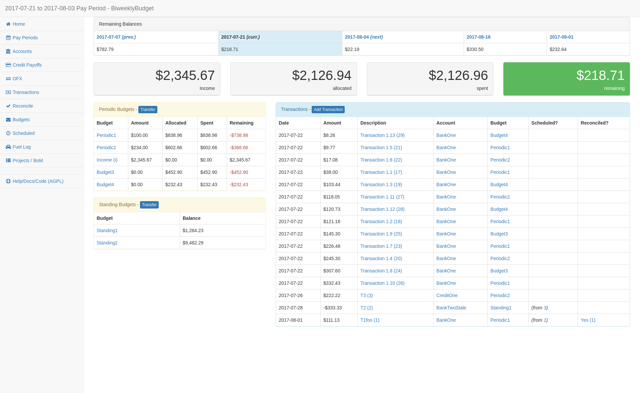 2017-07-21 to 2017-08-03 Pay Period - BiweeklyBudget
Home
Pay Periods
Accounts
Credit Payoffs
OFX
Transactions
Reconcile
Budgets
Scheduled
Fuel Log
Projects / BoM
Help/Docs/Code (AGPL)
Remaining Balances
2017-07-07 (prev.) 2017-07-21 (curr.) 2017-08-04 (next) 2017-08-18 2017-09-01
$782.79 $218.71 $22.19 $330.50 $232.84
$2,345.67
Income
$2,126.94
allocated
$2,126.96
spent
$218.71
remaining
Periodic Budgets - Transfer
Budget Amount Allocated Spent Remaining
Periodic1 $100.00 $838.98 $838.98 -$738.98
Periodic2 $234.00 $602.66 $602.66 -$368.66
Income (i) $2,345.67 $0.00 $0.00 $2,345.67
Budget3 $0.00 $452.90 $452.90 -$452.90
Budget4 $0.00 $232.43 $232.43 -$232.43
Standing Budgets - Transfer
Budget Balance
Standing1 $1,284.23
Standing2 $9,482.29
Transactions - Add Transaction
Date Amount Description Account Budget Scheduled? Reconciled?
2017-07-22 $8.26 Transaction 1.13 (29) BankOne Budget4
2017-07-22 $9.77 Transaction 1.5 (21) BankOne Periodic1
2017-07-22 $17.08 Transaction 1.6 (22) BankOne Periodic2
2017-07-22 $38.00 Transaction 1.1 (17) BankOne Periodic1
2017-07-22 $103.44 Transaction 1.3 (19) BankOne Budget4
2017-07-22 $118.05 Transaction 1.11 (27) BankOne Periodic2
2017-07-22 $120.73 Transaction 1.12 (28) BankOne Budget4
2017-07-22 $121.18 Transaction 1.2 (18) BankOne Periodic1
2017-07-22 $145.30 Transaction 1.9 (25) BankOne Budget3
2017-07-22 $226.48 Transaction 1.7 (23) BankOne Periodic1
2017-07-22 $245.30 Transaction 1.4 (20) BankOne Periodic2
2017-07-22 $307.60 Transaction 1.8 (24) BankOne Budget3
2017-07-22 $332.43 Transaction 1.10 (26) BankOne Periodic1
2017-07-26 $222.22 T3 (3) CreditOne Periodic2
2017-07-28 -$333.33 T2 (2) BankTwoStale Standing1 (from 3)
2017-08-01 $111.13 T1foo (1) BankOne Periodic1 (from 1) Yes (1)